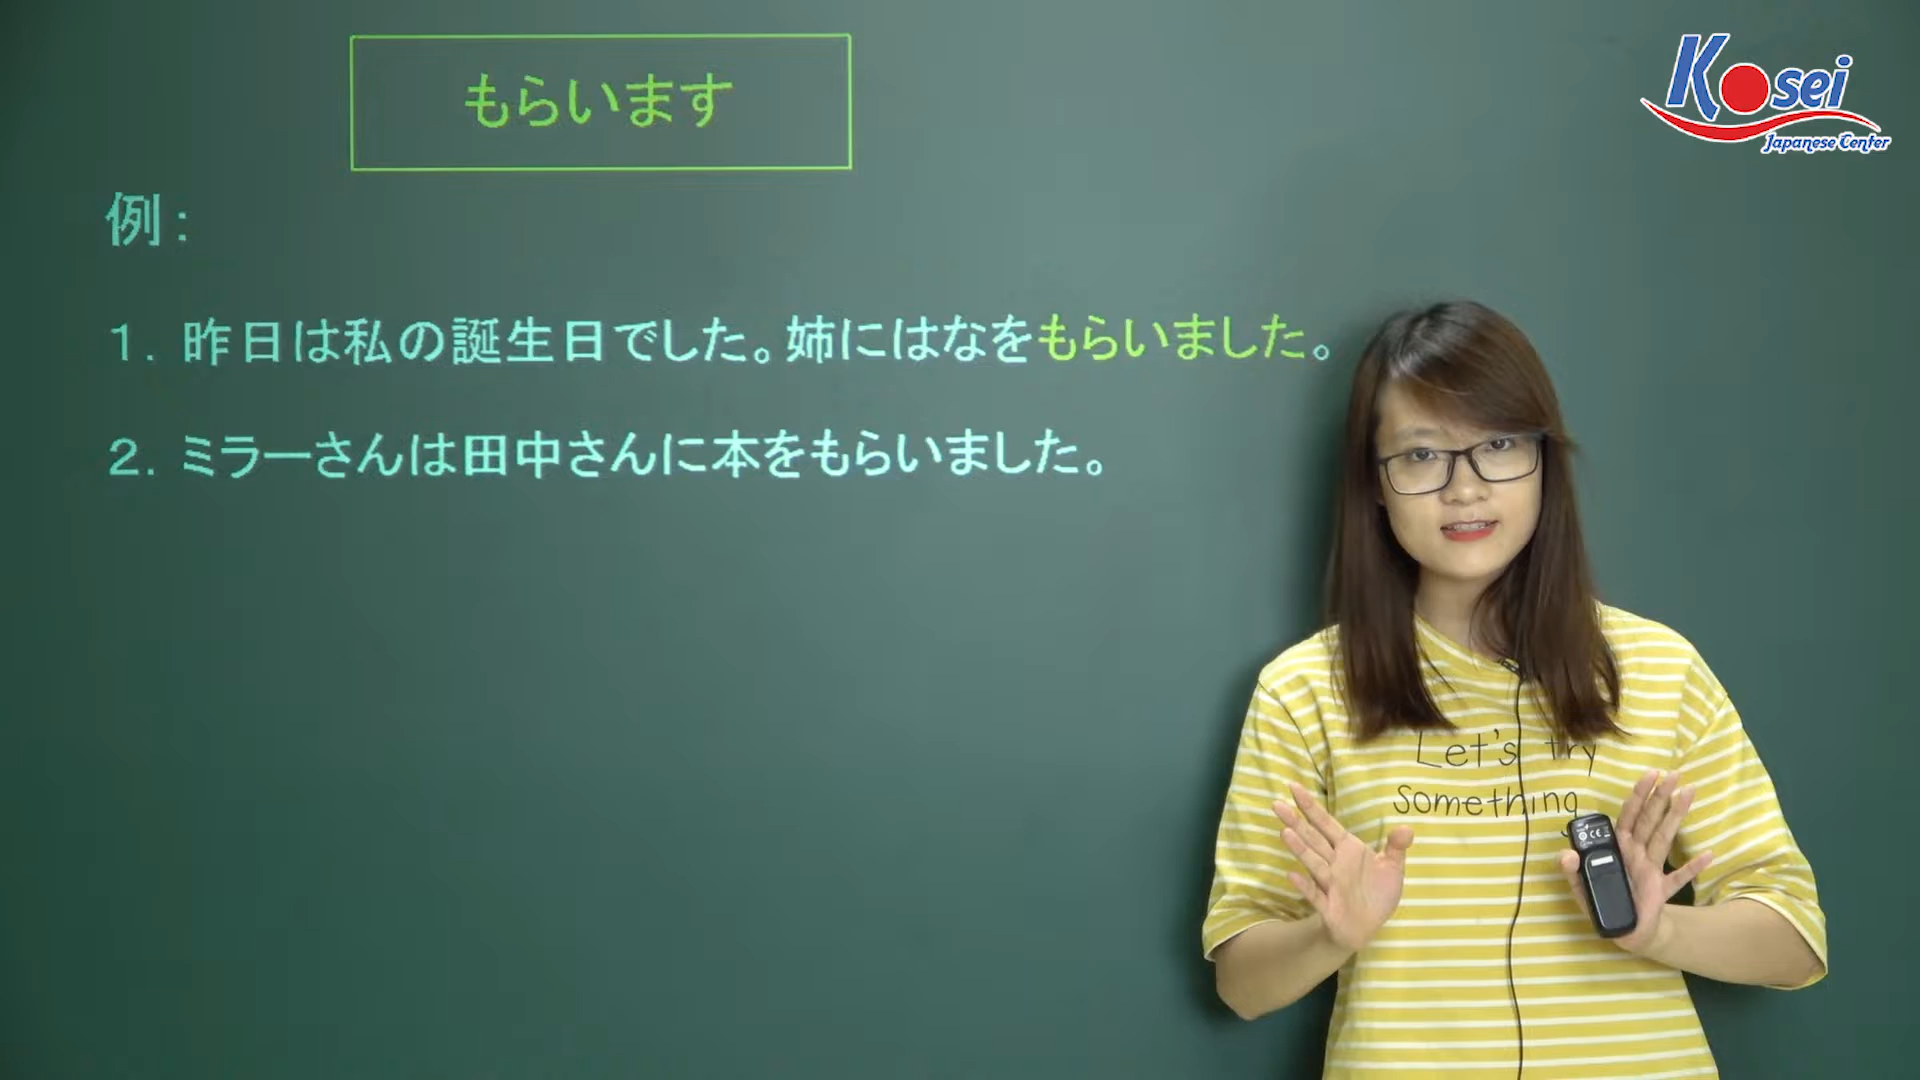 もらいます
Kosei
Japanese Center
例：
1. 昨日は私の誕生日でした。姉にはなをもらいました。
2. ミラーさんは田中さんに本をもらいました。
Let's try
something
CE